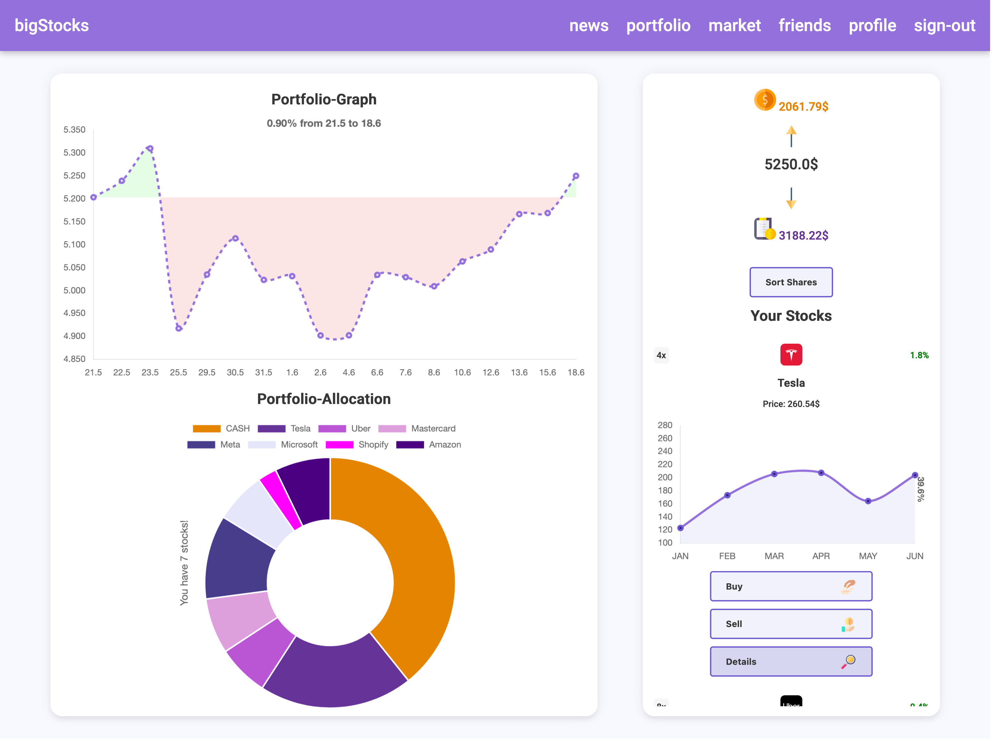 bigStocks
news portfolio market friends profile sign-out
Portfolio-Graph
0.90% from 21.5 to 18.6
5.350
5.300
5.250
5.200
5.150
5.100
5.050
5.000
4.950
4.900
4.850
21.5 22.5 23.5 25.5 29.5 30.5 31.5 1.6 2.6 4.6 6.6 7.6 8.6 10.6 12.6 13.6 15.6 18.6
Portfolio-Allocation
CASH Tesla Uber Mastercard
Meta Microsoft Shopify Amazon
You have 7 stocks!
2061.79$
5250.0$
3188.22$
Sort Shares
Your Stocks
4x 1.8%
Tesla
Price: 260.54$
280
260
240
220
200
180
160
140
120
100
39.6%
JAN FEB MAR APR MAY JUN
Buy
Sell
Details
Uber